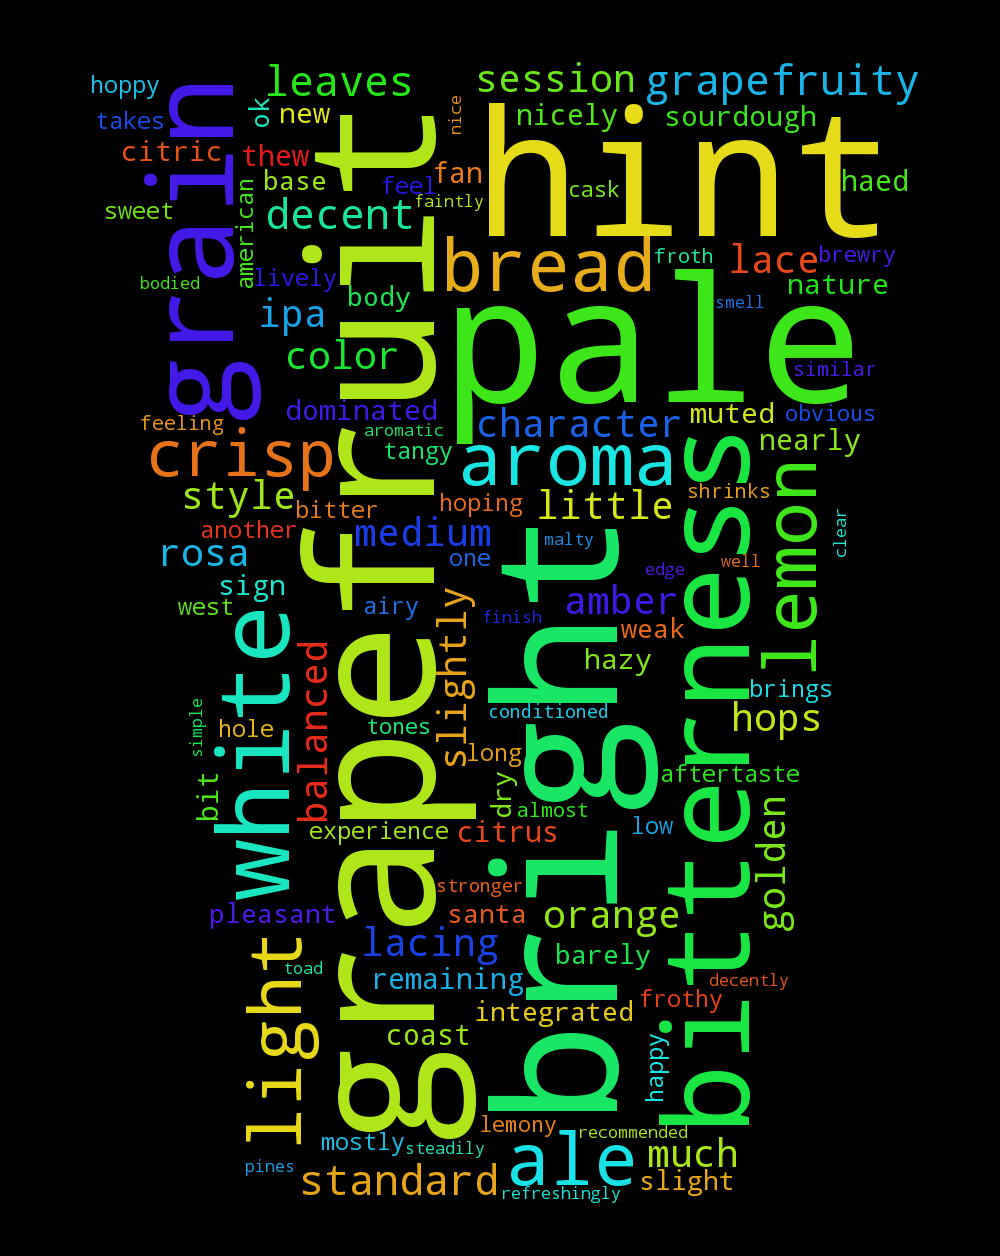 hoppy
leaves
session
grapefruity
takes
ok
new
nice
nicely
sourdough
hint
citric
thew
grain
base
feel
fan
cask
haed
sweet
american
decent
faintly
grapefruit
bread
froth
lace
brewry
bodied
lively
body
nature
ipa
smell
pale
color
similar
feeling
dominated
aromatic
character
muted
obvious
crisp
tangy
aroma
nearly
style
bitter
hoping
little
shrinks
lemon
another
medium
malty
clear
rosa
one
edge
well
sign
west
airy
slightly
finish
amber
weak
white
hazy
brings
simple
hole
balanced
tones
conditioned
bright
bitterness
hops
bit
long
dry
aftertaste
almost
experience
citrus
low
golden
stronger
pleasant
santa
orange
lacing
barely
light
toad
remaining
decently
integrated
frothy
coast
happy
lemony
mostly
steadily
recommended
pines
ale
much
standard
refreshingly
slight